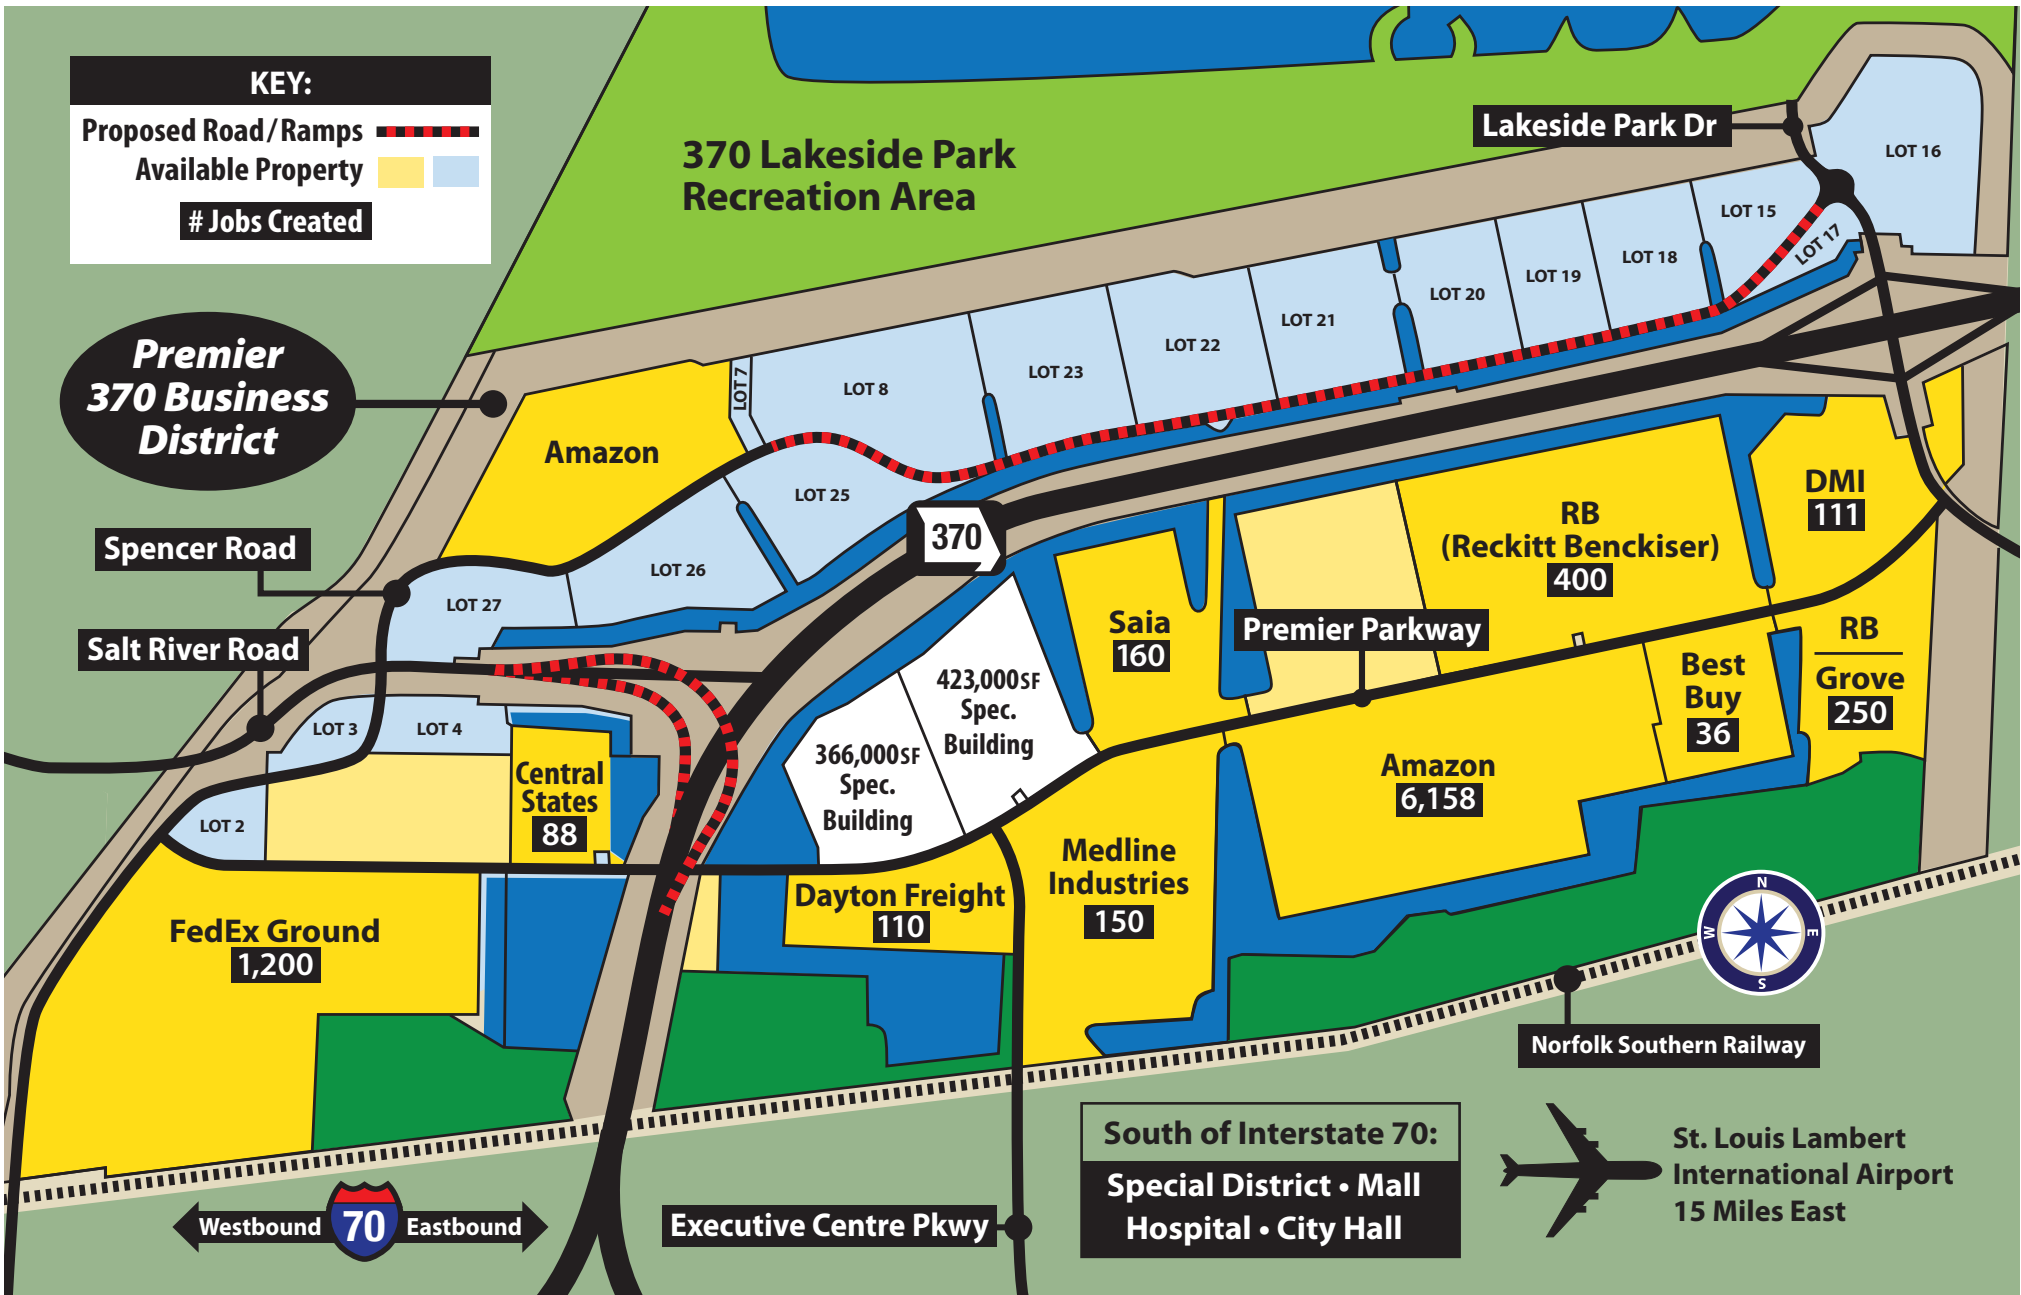 KEY:
Proposed Road/Ramps
Available Property
# Jobs Created
370 Lakeside Park
Recreation Area
Lakeside Park Dr
LOT 16
LOT 15
LOT 17
LOT 18
LOT 19
LOT 20
LOT 21
LOT 22
LOT 23
LOT 8
LOT 7
Premier
370 Business
District
Amazon
LOT 25
LOT 26
LOT 27
370
Spencer Road
Salt River Road
LOT 3
LOT 4
LOT 2
Central
States
88
FedEx Ground
1,200
423,000SF
Spec.
Building
366,000SF
Spec.
Building
Saia
160
Premier Parkway
RB
(Reckitt Benckiser)
400
DMI
111
RB
Grove
250
Best
Buy
36
Amazon
6,158
Medline
Industries
150
Dayton Freight
110
N
E
S
W
Norfolk Southern Railway
Westbound
70
Eastbound
Executive Centre Pkwy
South of Interstate 70:
Special District • Mall
Hospital • City Hall
St. Louis Lambert
International Airport
15 Miles East